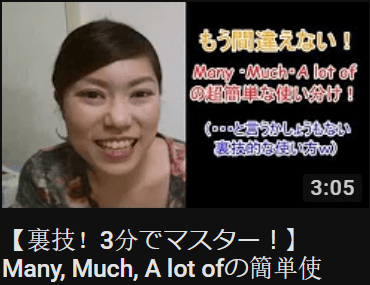 もう間違えない！
Many・Much・A lot of
の超簡単な使い分け！
(・・・と言うかしょうもない
裏技的な使い方w)
3:05
【裏技！3分でマスター！】
Many, Much, A lot ofの簡単使